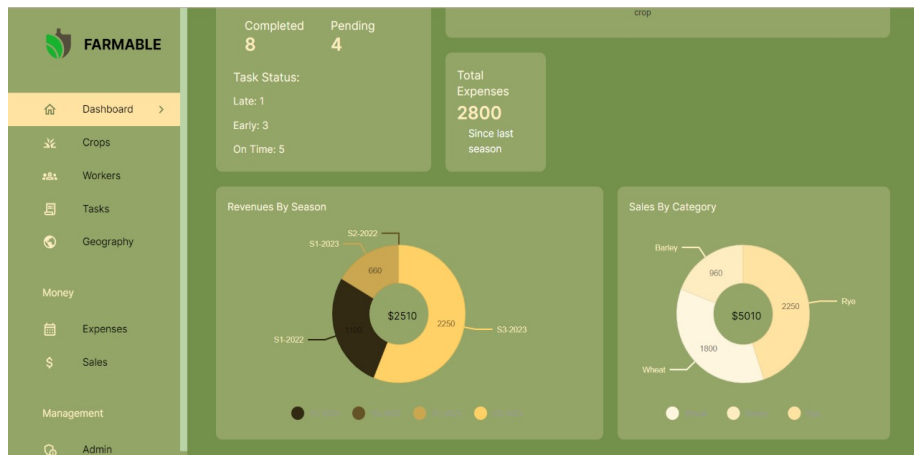 FARMABLE
Dashboard
Crops
Workers
Tasks
Geography
Money
Expenses
Sales
Management
Admin
crop
Completed Pending
8 4
Task Status:
Late: 1
Early: 3
On Time: 5
Total
Expenses
2800
Since last
season
Revenues By Season
S2-2022
S1-2023
660
$2510
2250
S3-2023
S1-2022
Sales By Category
Barley
960
2250
Rye
$5010
1800
Wheat